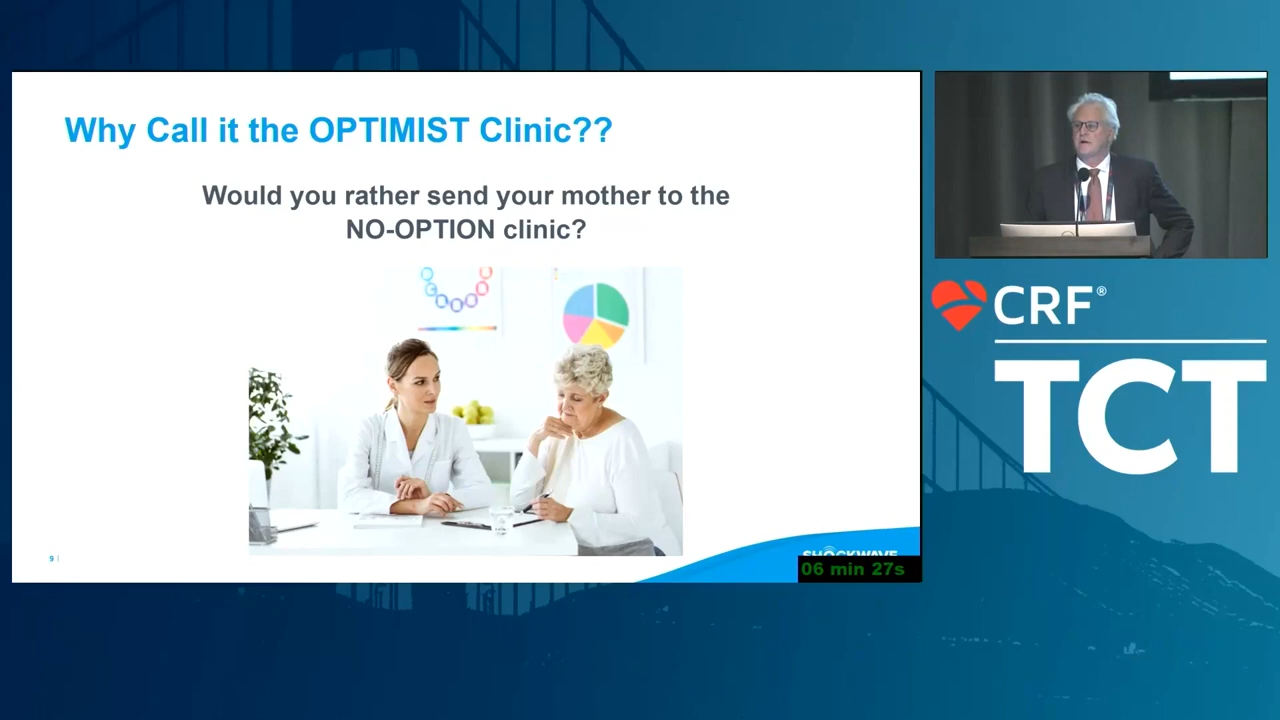 Why Call it the OPTIMIST Clinic??
Would you rather send your mother to the
NO-OPTION clinic?
9 |
SHOCKWAVE
06 min 27s
CRF®
TCT